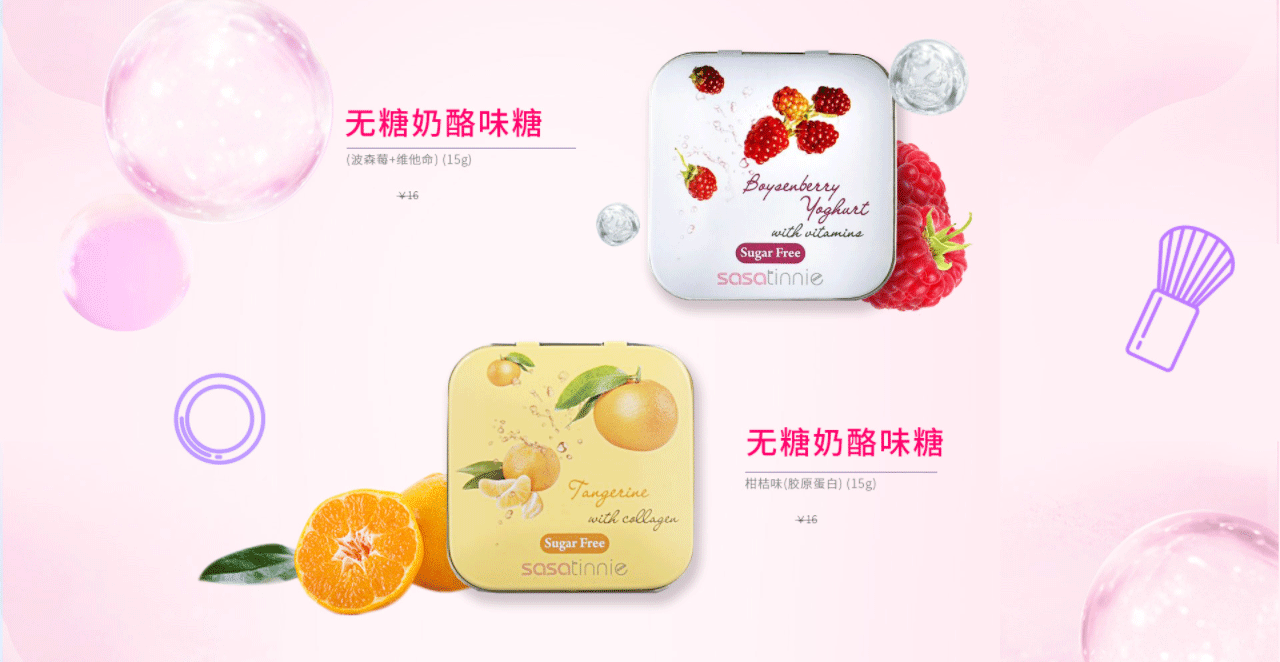 无糖奶酪味糖
(波森莓+维他命) (15g)
￥16
Boysenberry
Yoghurt
with vitamins
Sugar Free
sasatinnie
Tangerine
with collagen
Sugar Free
sasatinnie
无糖奶酪味糖
柑桔味(胶原蛋白) (15g)
￥16